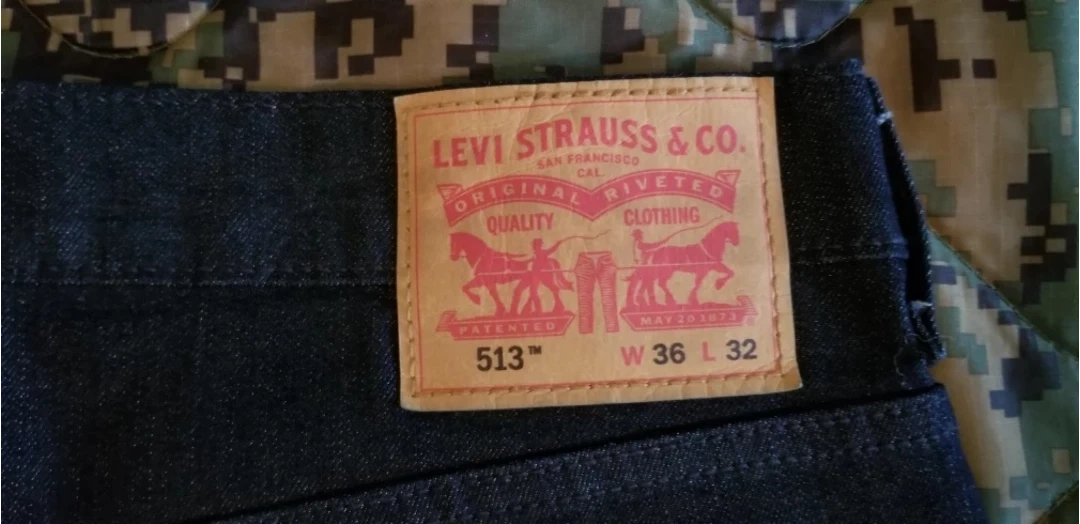 LEVI STRAUSS & CO.
SAN FRANCISCO
CAL.
ORIGINAL RIVETED
QUALITY CLOTHING
PATENTED MAY 20 1873 ®
513™ W 36 L 32